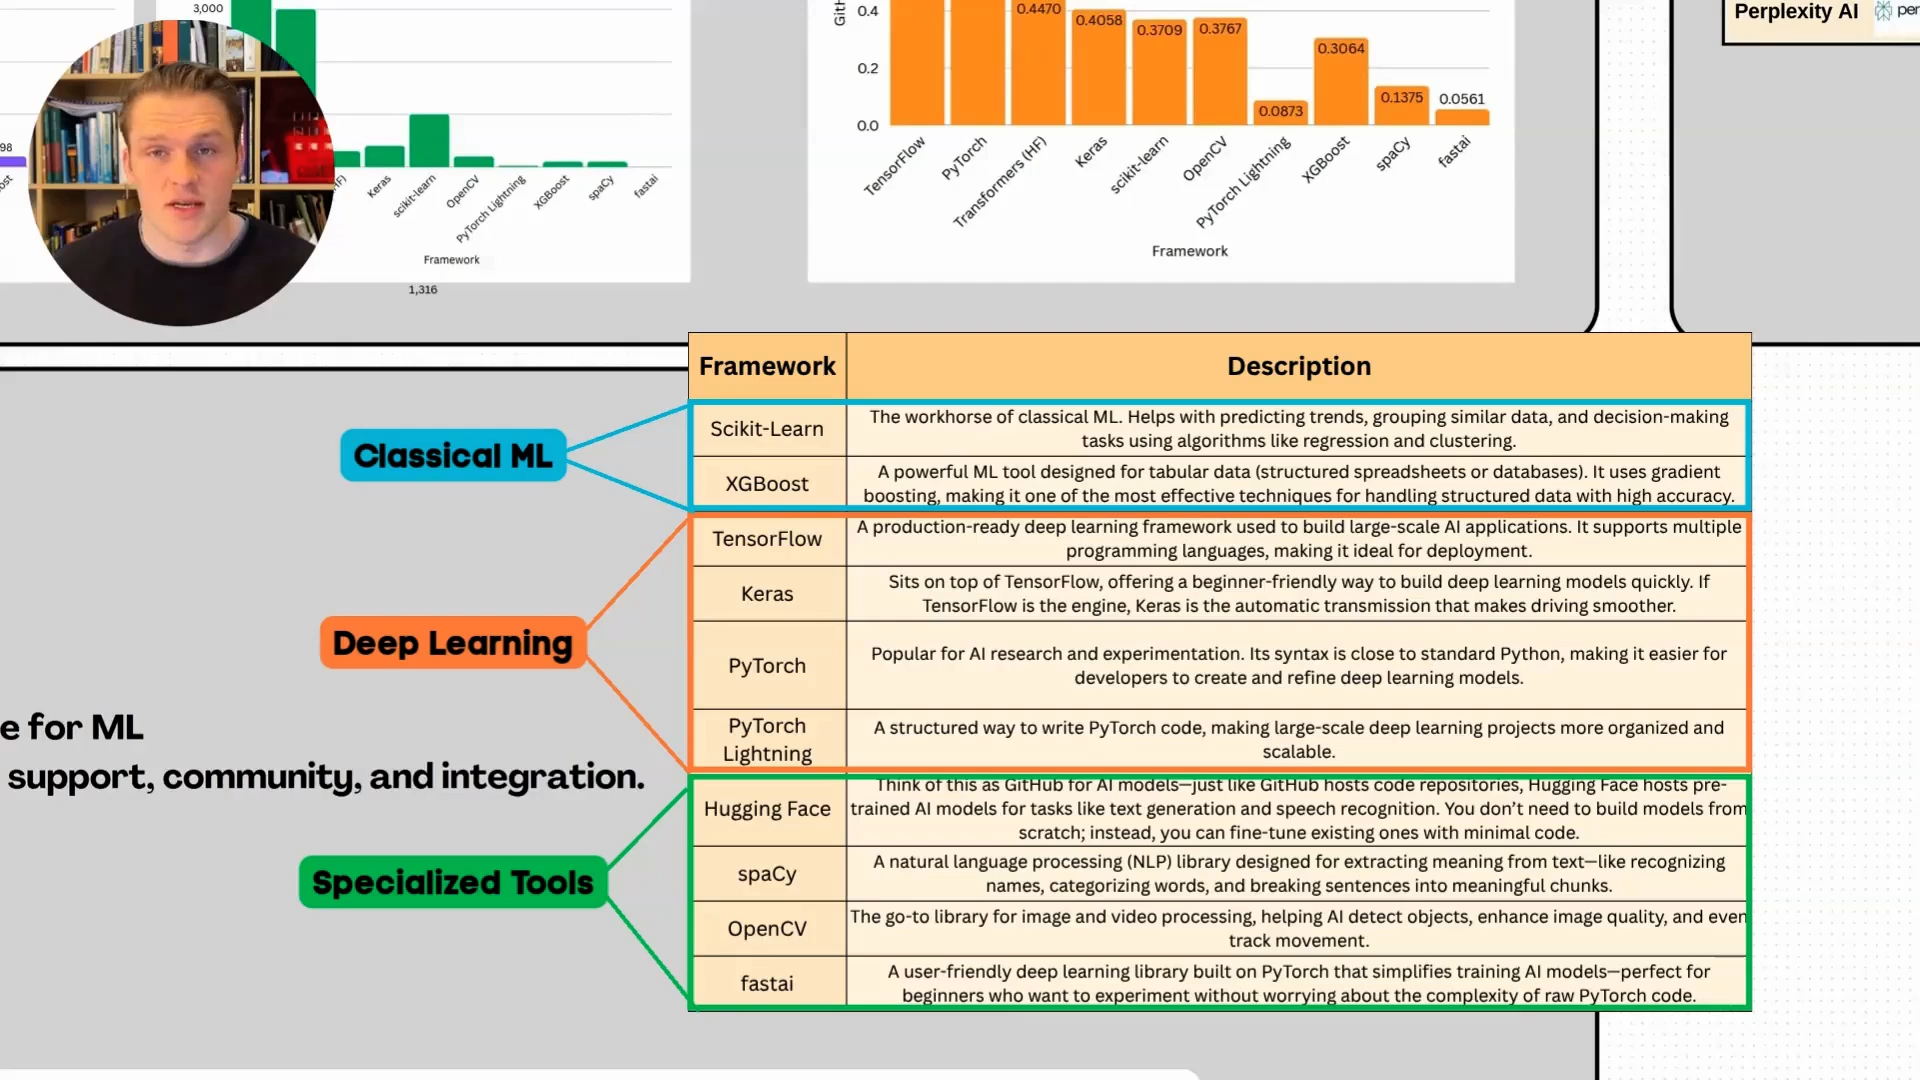 3,000
98
ost
HF)
Keras
scikit-learn
OpenCV
PyTorch Lightning
XGBoost
spaCy
fastai
Framework
1,316
GitH
0.4
0.2
0.0
0.4470
0.4058
0.3709
0.3767
0.0873
0.3064
0.1375
0.0561
TensorFlow
PyTorch
Transformers (HF)
Keras
scikit-learn
OpenCV
PyTorch Lightning
XGBoost
spaCy
fastai
Framework
Perplexity AI
per
Framework
Description
Classical ML
Scikit-Learn
The workhorse of classical ML. Helps with predicting trends, grouping similar data, and decision-making
tasks using algorithms like regression and clustering.
XGBoost
A powerful ML tool designed for tabular data (structured spreadsheets or databases). It uses gradient
boosting, making it one of the most effective techniques for handling structured data with high accuracy.
Deep Learning
TensorFlow
A production-ready deep learning framework used to build large-scale AI applications. It supports multiple
programming languages, making it ideal for deployment.
Keras
Sits on top of TensorFlow, offering a beginner-friendly way to build deep learning models quickly. If
TensorFlow is the engine, Keras is the automatic transmission that makes driving smoother.
PyTorch
Popular for AI research and experimentation. Its syntax is close to standard Python, making it easier for
developers to create and refine deep learning models.
PyTorch
Lightning
A structured way to write PyTorch code, making large-scale deep learning projects more organized and
scalable.
e for ML
support, community, and integration.
Specialized Tools
Hugging Face
Think of this as GitHub for AI models—just like GitHub hosts code repositories, Hugging Face hosts pre-
trained AI models for tasks like text generation and speech recognition. You don't need to build models from
scratch; instead, you can fine-tune existing ones with minimal code.
spaCy
A natural language processing (NLP) library designed for extracting meaning from text—like recognizing
names, categorizing words, and breaking sentences into meaningful chunks.
OpenCV
The go-to library for image and video processing, helping AI detect objects, enhance image quality, and even
track movement.
fastai
A user-friendly deep learning library built on PyTorch that simplifies training AI models—perfect for
beginners who want to experiment without worrying about the complexity of raw PyTorch code.